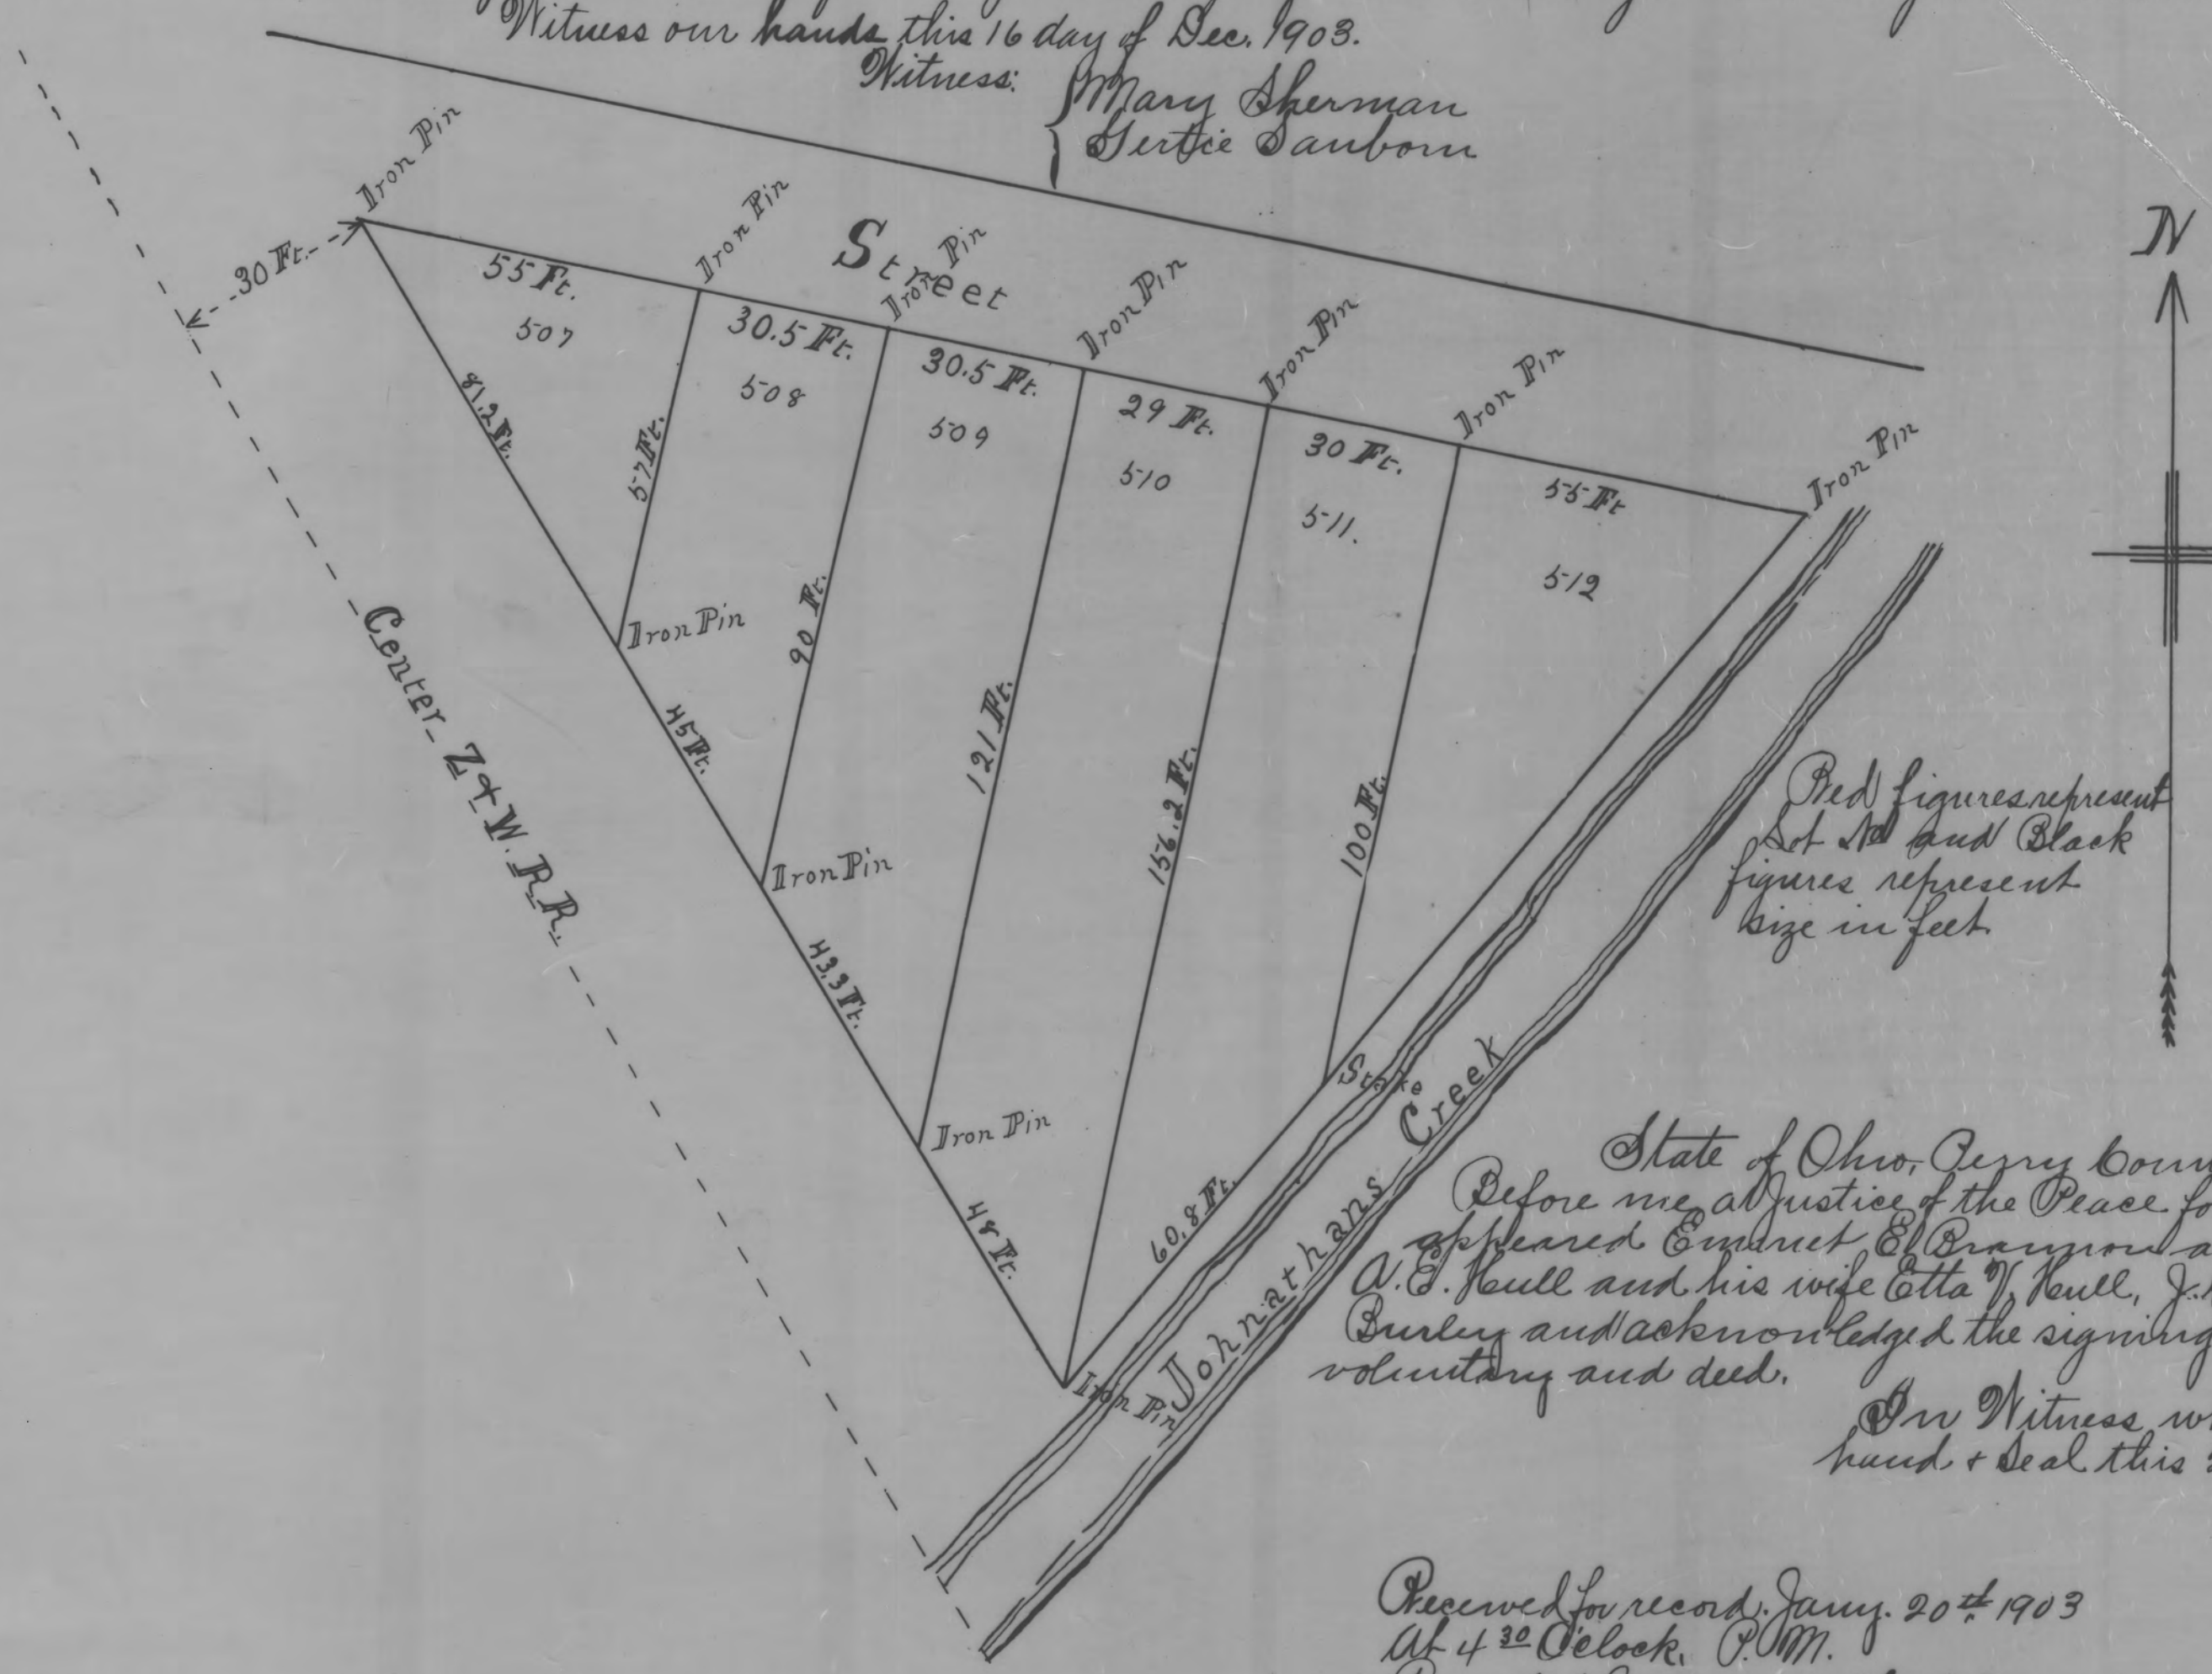 Witness our hands this 16 day of Dec. 1903.
Witness:
Mary Sherman
Gertie Sanborn
Iron Pin
Iron Pin
Iron Pin
Iron Pin
Iron Pin
Iron Pin
Iron Pin
Street
N
30 Ft.
55 Ft.
30.5 Ft.
30.5 Ft.
29 Ft.
30 Ft.
55 Ft
507
508
509
510
511.
512
81.2 Ft.
57 Ft.
90 Ft.
121 Ft.
156.2 Ft.
100 Ft.
Iron Pin
45 Ft.
Iron Pin
43.3 Ft.
Iron Pin
48 Ft.
60.8 Ft.
Stake
Iron Pin
Center Z & W. R.R.
Johnathans Creek
Red figures represent
Lot No and Black
figures represent
size in feet.
State of Ohio, Perry Coun
Before me a Justice of the Peace fo
appeared Emmet E. Brannon a
A. E. Hull and his wife Etta V. Hull, J.
Burley and acknowledged the signing
voluntary and deed.
In Witness w
hand & Seal this
Received for record. Jany. 20th 1903
At 4 30 O'clock, P. M.